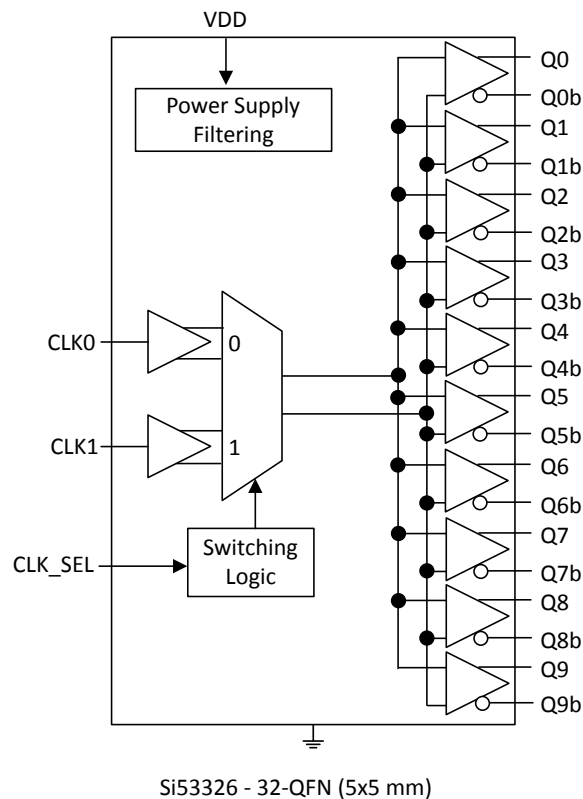 VDD
Power Supply
Filtering
CLK0
0
CLK1
1
CLK_SEL
Switching
Logic
Q0
Q0b
Q1
Q1b
Q2
Q2b
Q3
Q3b
Q4
Q4b
Q5
Q5b
Q6
Q6b
Q7
Q7b
Q8
Q8b
Q9
Q9b
Si53326 - 32-QFN (5x5 mm)